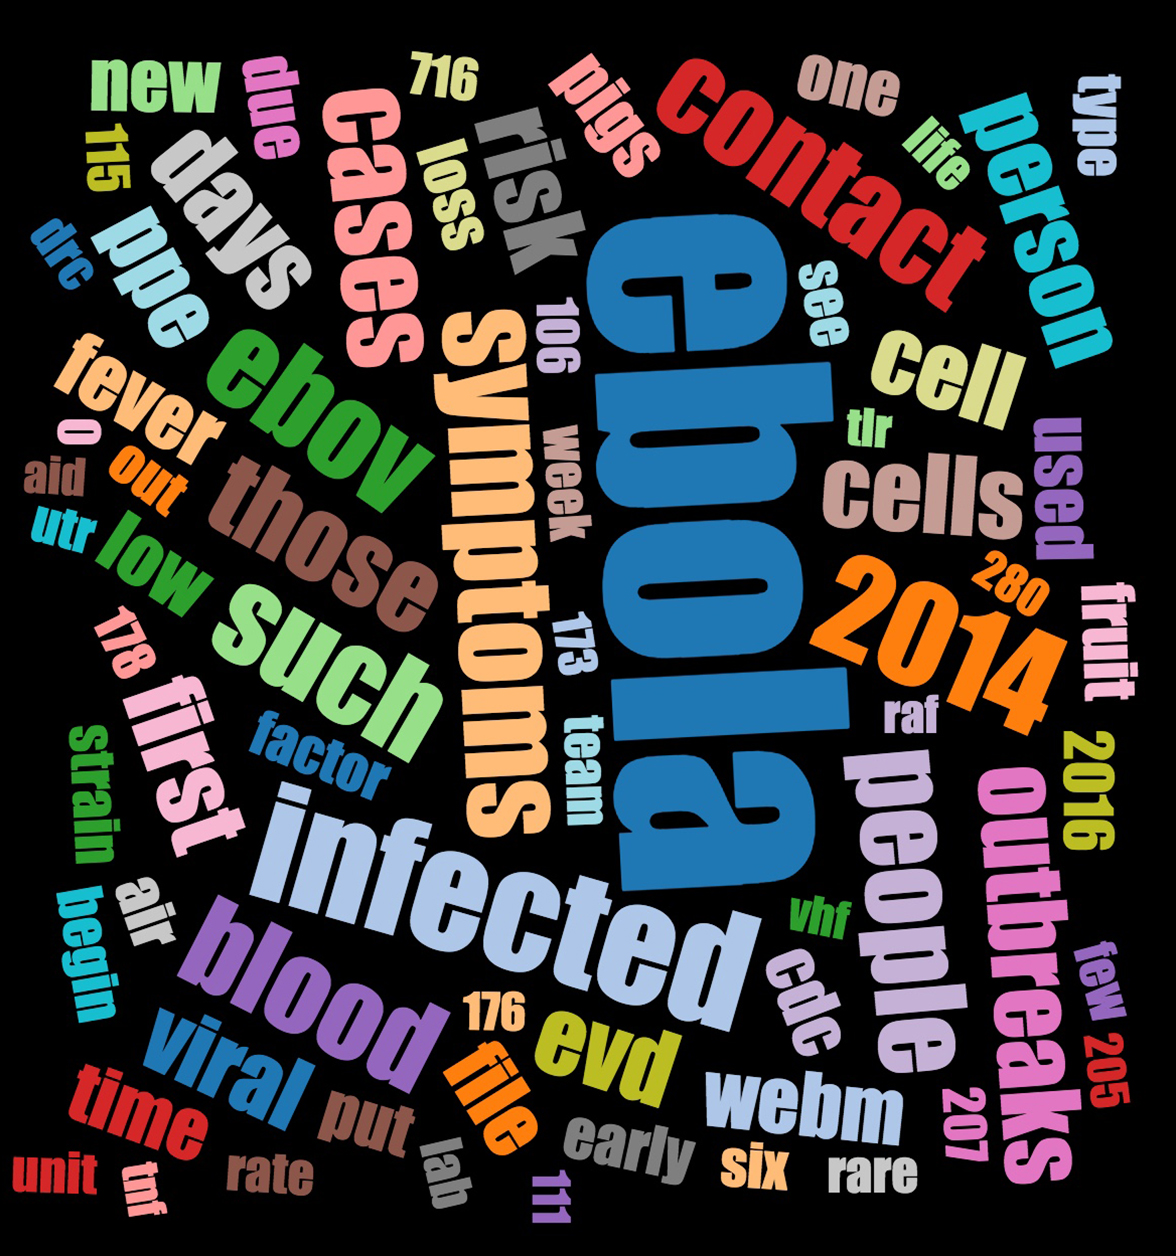 new
due
716
pigs
contact
one
life
person
type
115
days
cases
loss
risk
drc
ppe
106
see
fever
ebov
symptoms
ebola
cell
tlr
0
aid
out
those
week
cells
used
utr
low
such
173
2014
280
fruit
178
first
factor
team
raf
people
2016
strain
infected
outbreaks
begin
air
blood
vhf
cdc
few
viral
176
evd
file
webm
205
207
time
put
lab
early
six
rare
unit
tnf
rate
111